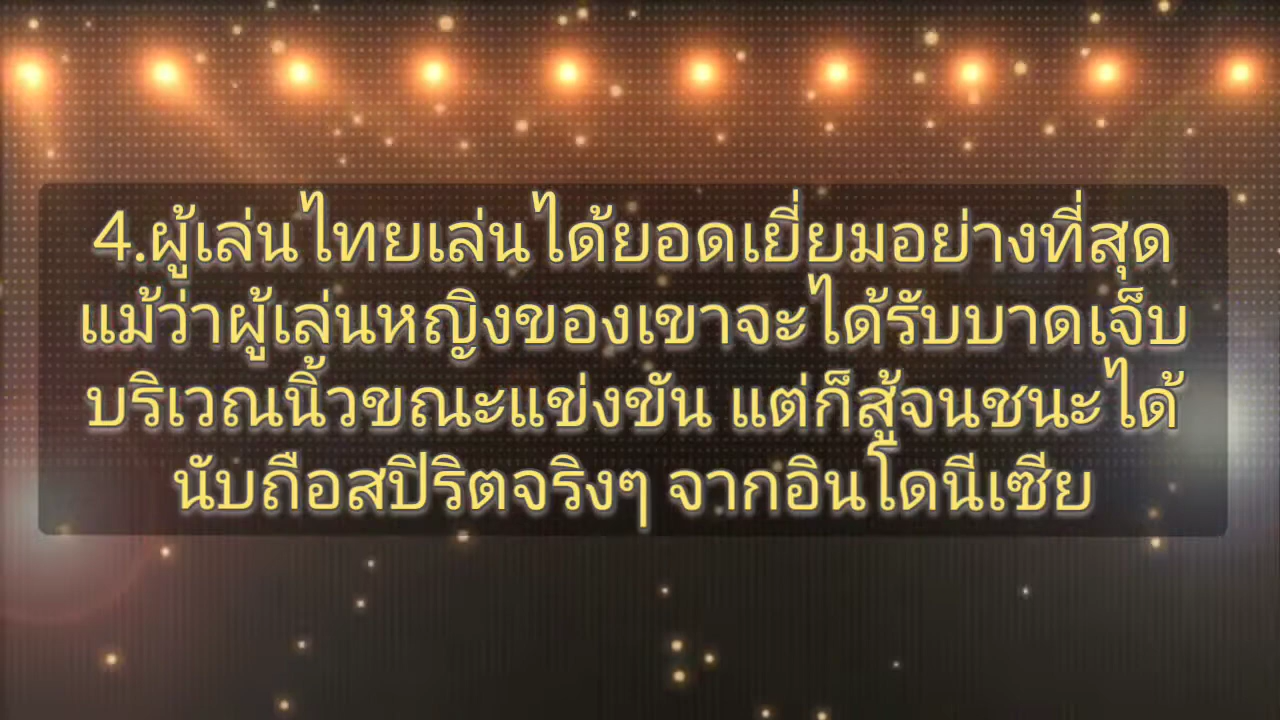 4.ผู้เล่นไทยเล่นได้ยอดเยี่ยมอย่างที่สุด
แม้ว่าผู้เล่นหญิงของเขาจะได้รับบาดเจ็บ
บริเวณนิ้วขณะแข่งขัน แต่ก็สู้จนชนะได้
นับถือสปิริตจริงๆ จากอินโดนีเซีย